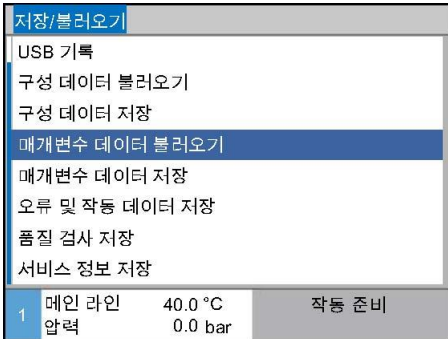 저장/불러오기
USB 기록
구성 데이터 불러오기
구성 데이터 저장
매개변수 데이터 불러오기
매개변수 데이터 저장
오류 및 작동 데이터 저장
품질 검사 저장
서비스 정보 저장
1 메인 라인 40.0 °C 작동 준비
압력 0.0 bar